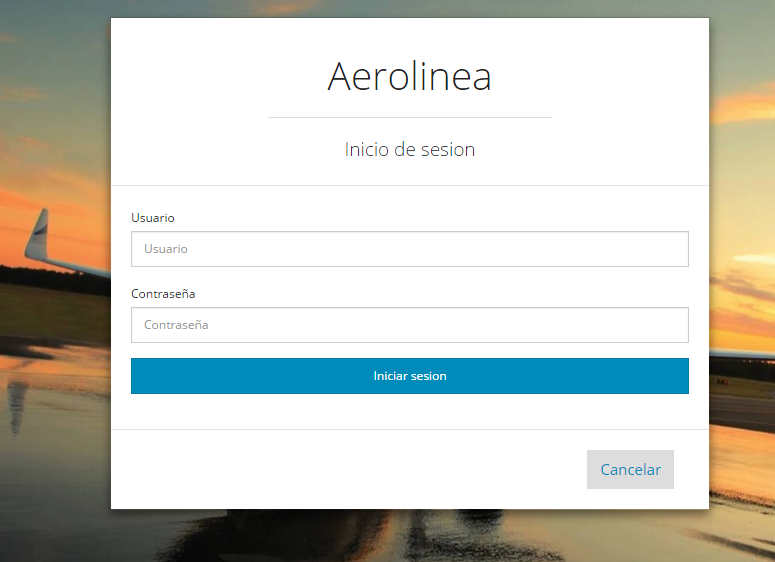 Aerolinea
Inicio de sesion
Usuario
Usuario
Contraseña
Contraseña
Iniciar sesion
Cancelar